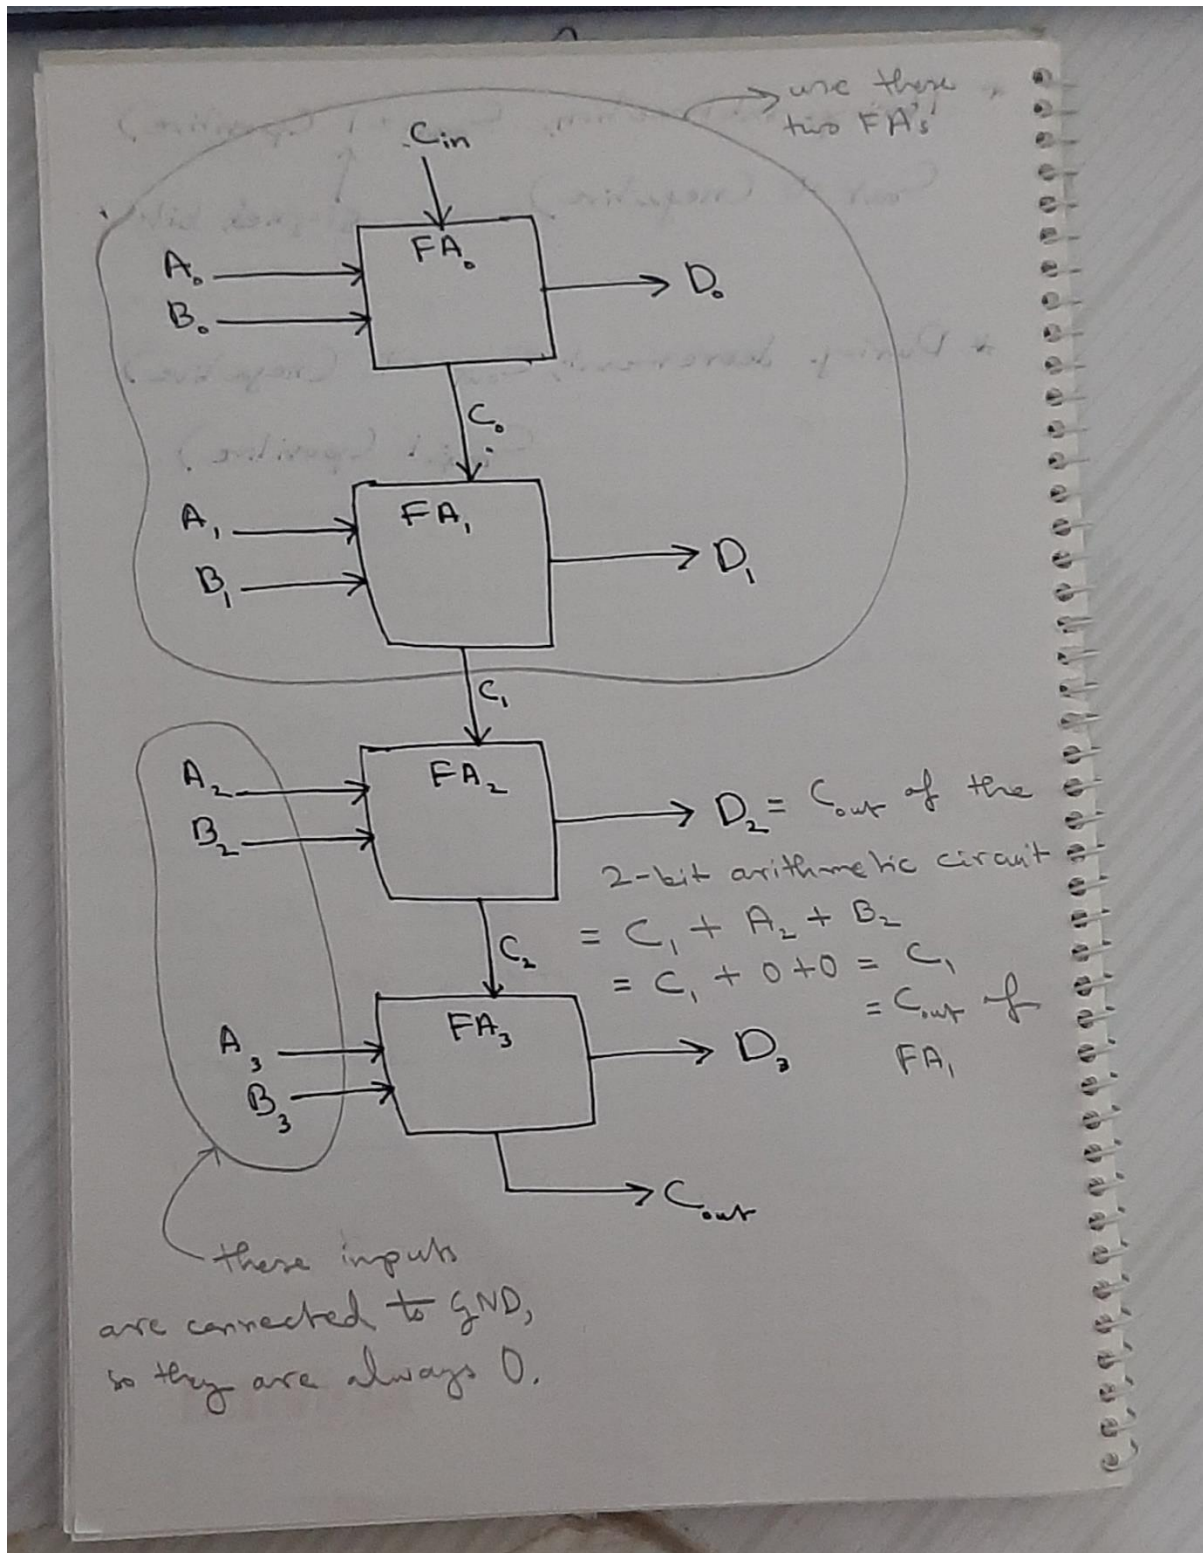 use these
two FA's
Cin
FA₀
A₀
B₀
D₀
C₀
FA₁
A₁
B₁
D₁
C₁
FA₂
A₂
B₂
D₂ = Cout of the
2-bit arithmetic circuit
= C₁ + A₂ + B₂
= C₁ + 0 + 0 = C₁
= Cout of
FA₁
C₂
FA₃
A₃
B₃
D₃
Cout
these inputs
are connected to GND,
so they are always 0.